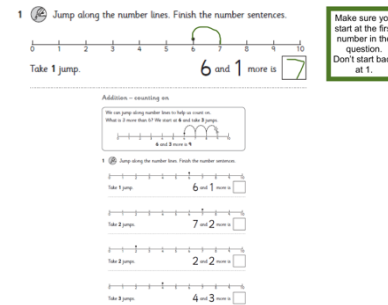 1 Jump along the number lines. Finish the number sentences.
0 1 2 3 4 5 6 7 8 9 10
Take 1 jump. 6 and 1 more is 7
Make sure yo
start at the firs
number in the
question.
Don't start bac
at 1.
Addition - counting on
We can jump along number lines to help us count on.
What is 3 more than 6? We start at 6 and take 3 jumps.
6 and 3 more is 9
1 Jump along the number lines. Finish the number sentences.
Take 1 jump. 6 and 1 more is
Take 2 jumps. 7 and 2 more is
Take 2 jumps. 2 and 2 more is
Take 3 jumps. 4 and 3 more is